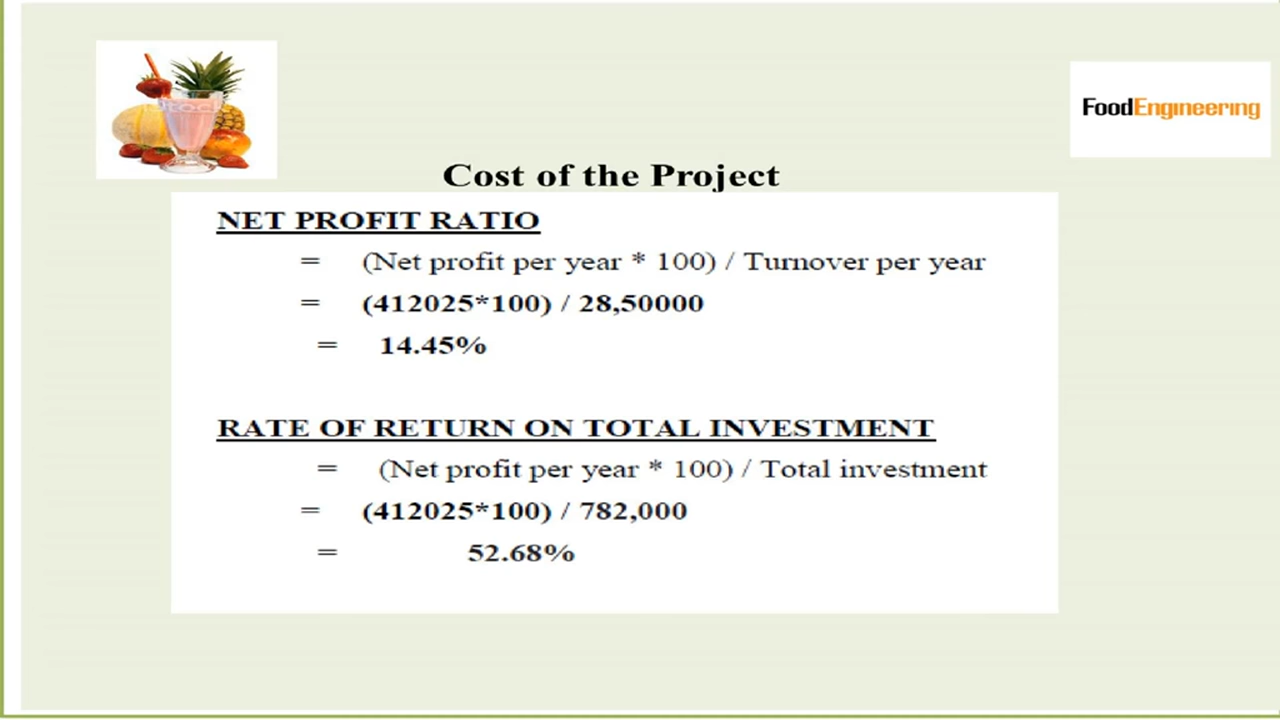 FoodEngineering
Cost of the Project
NET PROFIT RATIO
= (Net profit per year * 100) / Turnover per year
= (412025*100) / 28,50000
= 14.45%
RATE OF RETURN ON TOTAL INVESTMENT
= (Net profit per year * 100) / Total investment
= (412025*100) / 782,000
= 52.68%